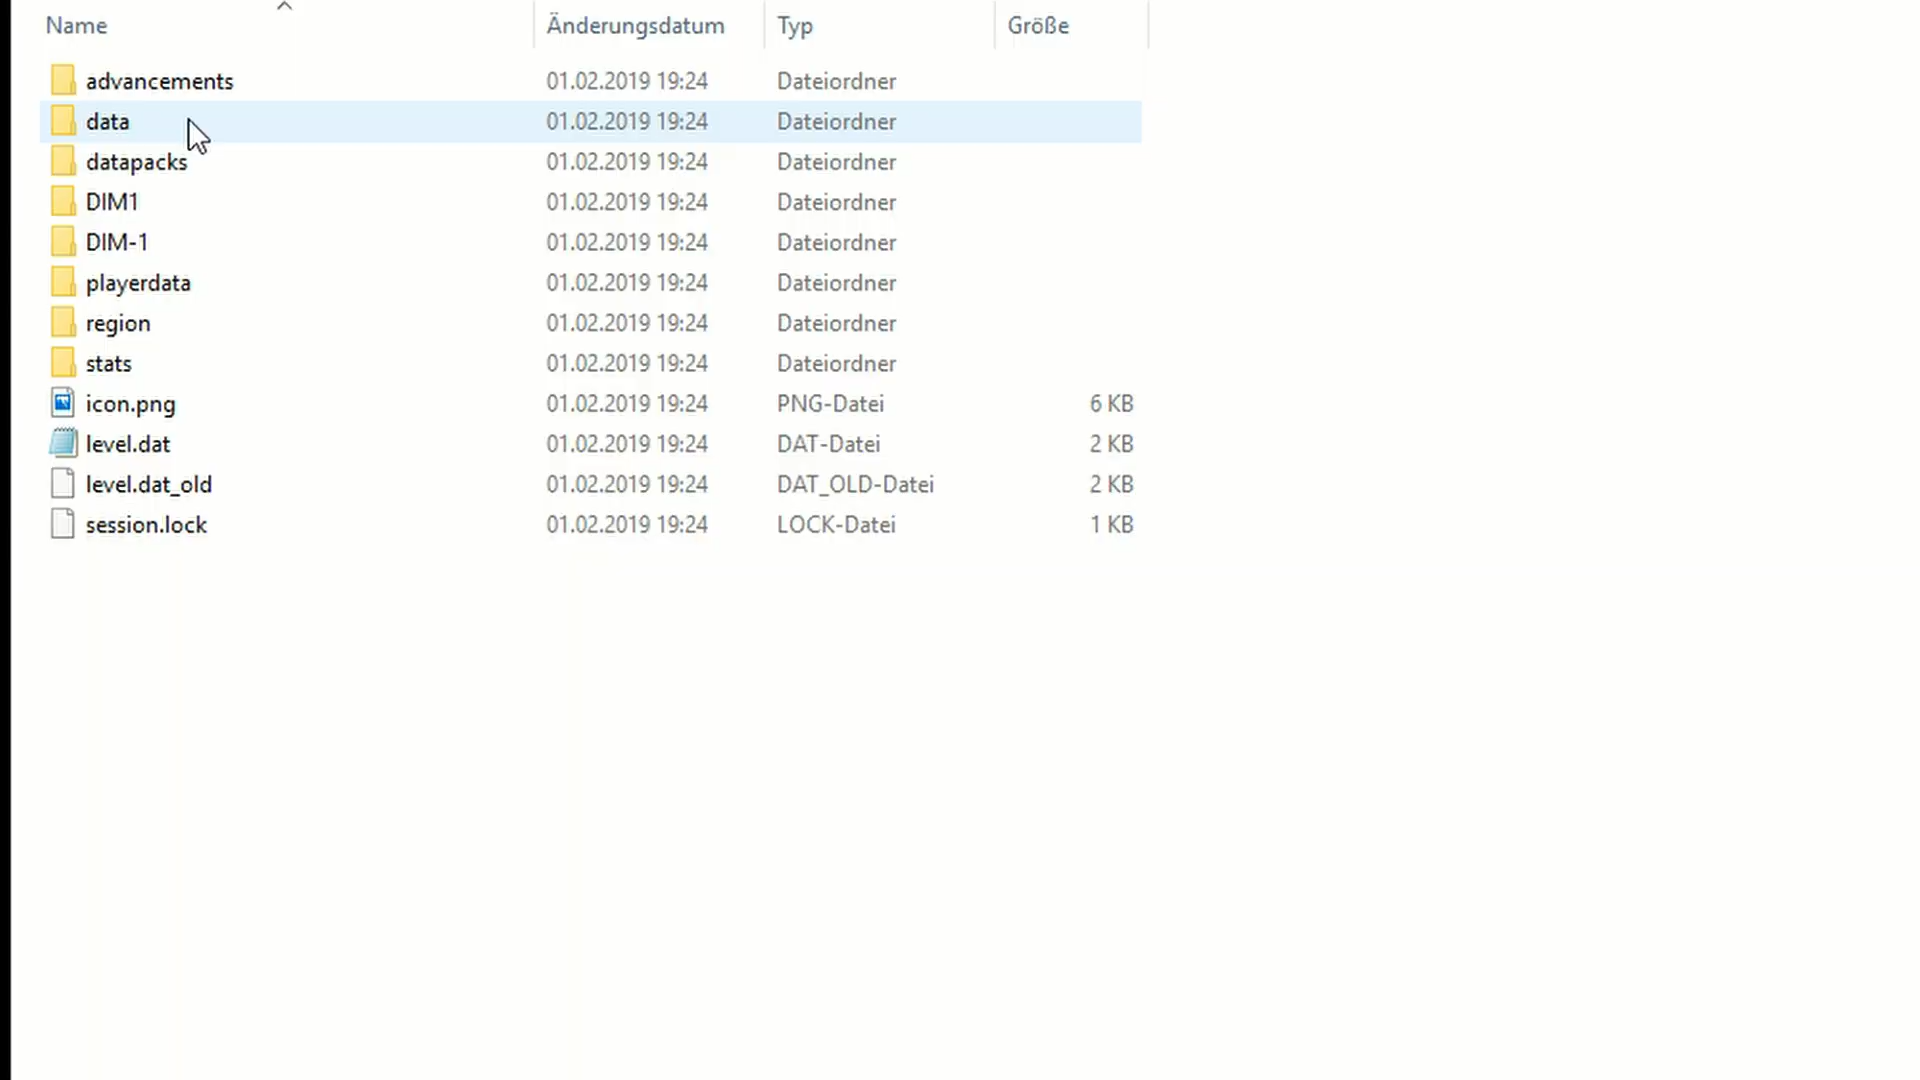 Name Änderungsdatum Typ Größe
advancements 01.02.2019 19:24 Dateiordner
data 01.02.2019 19:24 Dateiordner
datapacks 01.02.2019 19:24 Dateiordner
DIM1 01.02.2019 19:24 Dateiordner
DIM-1 01.02.2019 19:24 Dateiordner
playerdata 01.02.2019 19:24 Dateiordner
region 01.02.2019 19:24 Dateiordner
stats 01.02.2019 19:24 Dateiordner
icon.png 01.02.2019 19:24 PNG-Datei 6 KB
level.dat 01.02.2019 19:24 DAT-Datei 2 KB
level.dat_old 01.02.2019 19:24 DAT_OLD-Datei 2 KB
session.lock 01.02.2019 19:24 LOCK-Datei 1 KB